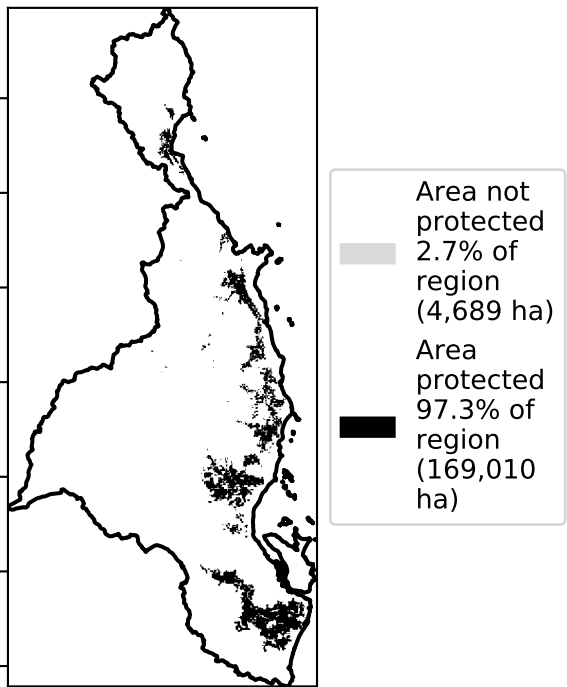 Area not
protected
2.7% of
region
(4,689 ha)
Area
protected
97.3% of
region
(169,010
ha)